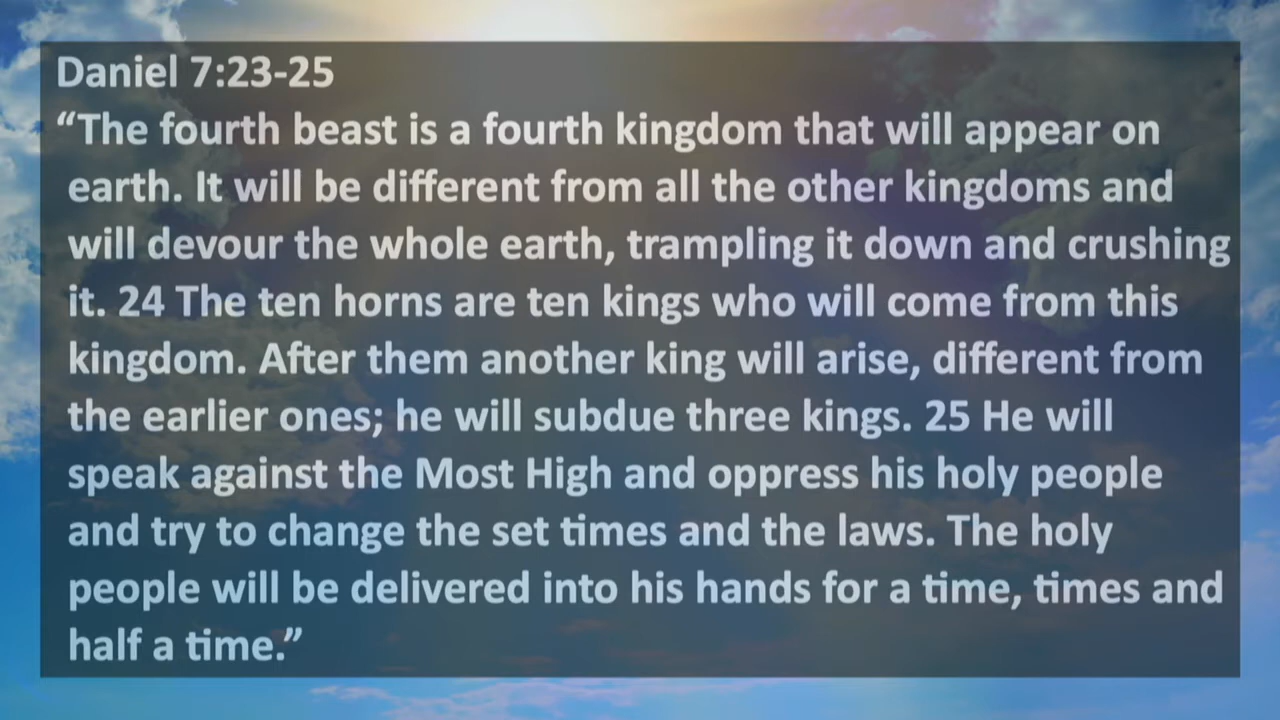 Daniel 7:23-25
“The fourth beast is a fourth kingdom that will appear on
earth. It will be different from all the other kingdoms and
will devour the whole earth, trampling it down and crushing
it. 24 The ten horns are ten kings who will come from this
kingdom. After them another king will arise, different from
the earlier ones; he will subdue three kings. 25 He will
speak against the Most High and oppress his holy people
and try to change the set times and the laws. The holy
people will be delivered into his hands for a time, times and
half a time.”